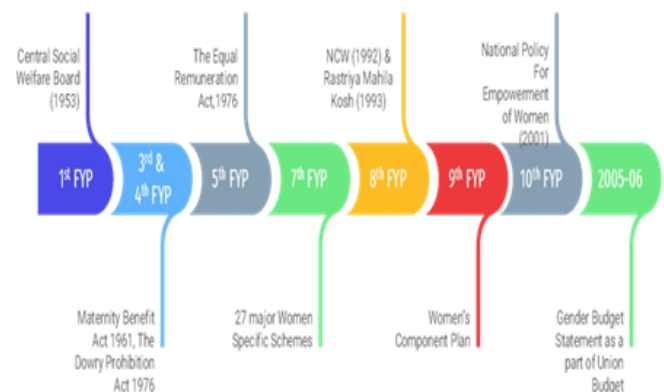 Central Social
Welfare Board
(1953)
The Equal
Remuneration
Act,1976
NCW (1992) &
Rastriya Mahila
Kosh (1993)
National Policy
For
Empowerment
of Women
(2001)
1st FYP
3rd &
4th FYP
5th FYP
7th FYP
8th FYP
9th FYP
10th FYP
2005-06
Maternity Benefit
Act 1961, The
Dowry Prohibition
Act 1976
27 major Women
Specific Schemes
Women's
Component Plan
Gender Budget
Statement as a
part of Union
Budget